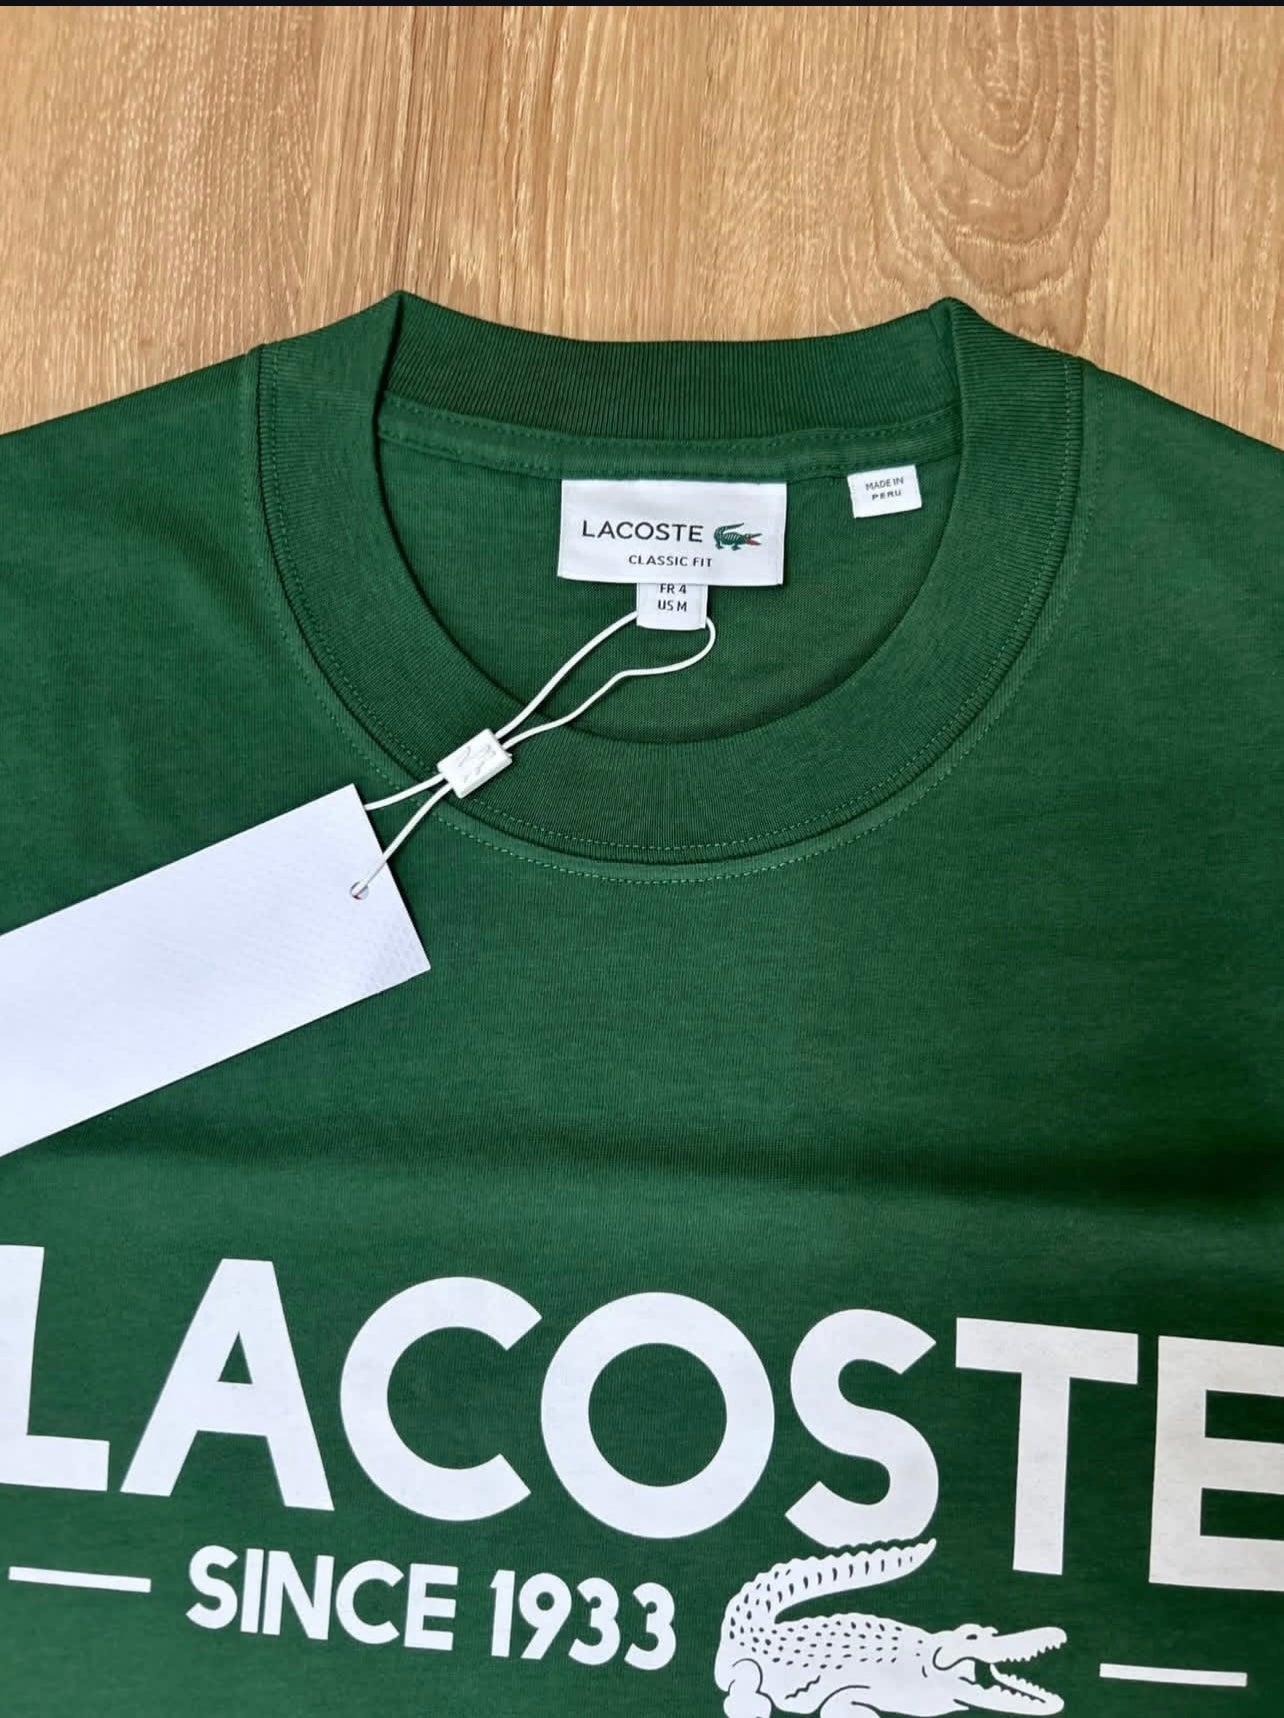 LACOSTE
CLASSIC FIT
FR 4
US M
MADE IN
PERU
LACOSTE
SINCE 1933